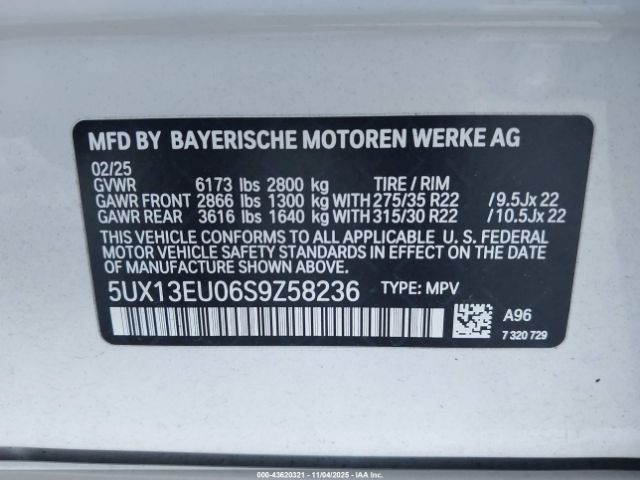 MFD BY BAYERISCHE MOTOREN WERKE AG
02/25
GVWR 6173 lbs 2800 kg TIRE / RIM
GAWR FRONT 2866 lbs 1300 kg WITH 275/35 R22 / 9.5Jx 22
GAWR REAR 3616 lbs 1640 kg WITH 315/30 R22 / 10.5Jx 22
THIS VEHICLE CONFORMS TO ALL APPLICABLE U. S. FEDERAL
MOTOR VEHICLE SAFETY STANDARDS IN EFFECT ON THE
DATE OF MANUFACTURE SHOWN ABOVE.
5UX13EU06S9Z58236 TYPE: MPV
A96
7 320 729
000-43620321 - 11/04/2025 - IAAI.COM